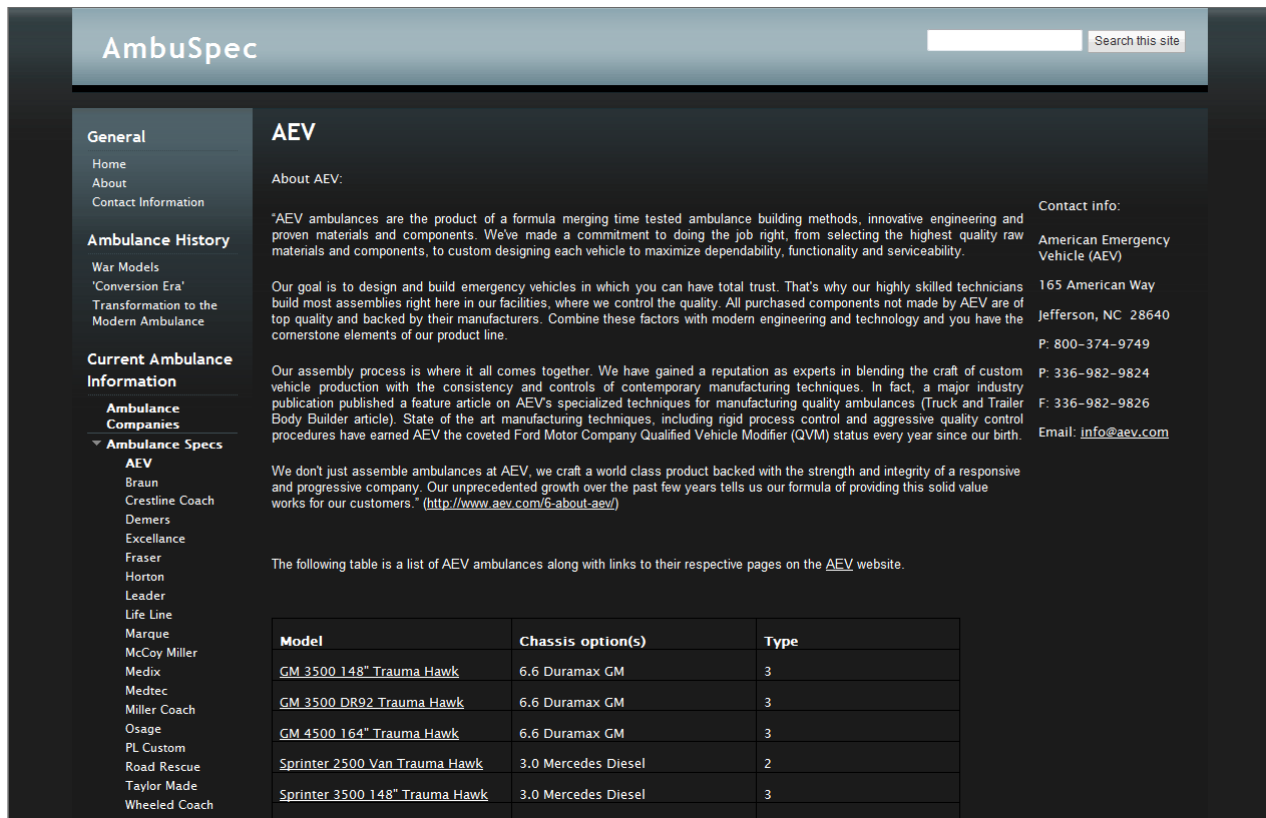 AmbuSpec
Search this site
General
Home
About
Contact Information
Ambulance History
War Models
'Conversion Era'
Transformation to the
Modern Ambulance
Current Ambulance
Information
Ambulance
Companies
Ambulance Specs
AEV
Braun
Crestline Coach
Demers
Excellance
Fraser
Horton
Leader
Life Line
Marque
McCoy Miller
Medix
Medtec
Miller Coach
Osage
PL Custom
Road Rescue
Taylor Made
Wheeled Coach
AEV
About AEV:
“AEV ambulances are the product of a formula merging time tested ambulance building methods, innovative engineering and
proven materials and components. We've made a commitment to doing the job right, from selecting the highest quality raw
materials and components, to custom designing each vehicle to maximize dependability, functionality and serviceability.
Our goal is to design and build emergency vehicles in which you can have total trust. That's why our highly skilled technicians
build most assemblies right here in our facilities, where we control the quality. All purchased components not made by AEV are of
top quality and backed by their manufacturers. Combine these factors with modern engineering and technology and you have the
cornerstone elements of our product line.
Our assembly process is where it all comes together. We have gained a reputation as experts in blending the craft of custom
vehicle production with the consistency and controls of contemporary manufacturing techniques. In fact, a major industry
publication published a feature article on AEV's specialized techniques for manufacturing quality ambulances (Truck and Trailer
Body Builder article). State of the art manufacturing techniques, including rigid process control and aggressive quality control
procedures have earned AEV the coveted Ford Motor Company Qualified Vehicle Modifier (QVM) status every year since our birth.
We don't just assemble ambulances at AEV, we craft a world class product backed with the strength and integrity of a responsive
and progressive company. Our unprecedented growth over the past few years tells us our formula of providing this solid value
works for our customers.” (http://www.aev.com/6-about-aev/)
The following table is a list of AEV ambulances along with links to their respective pages on the AEV website.
Model Chassis option(s) Type
GM 3500 148" Trauma Hawk 6.6 Duramax GM 3
GM 3500 DR92 Trauma Hawk 6.6 Duramax GM 3
GM 4500 164" Trauma Hawk 6.6 Duramax GM 3
Sprinter 2500 Van Trauma Hawk 3.0 Mercedes Diesel 2
Sprinter 3500 148" Trauma Hawk 3.0 Mercedes Diesel 3
Contact info:
American Emergency
Vehicle (AEV)
165 American Way
Jefferson, NC 28640
P: 800-374-9749
P: 336-982-9824
F: 336-982-9826
Email: info@aev.com